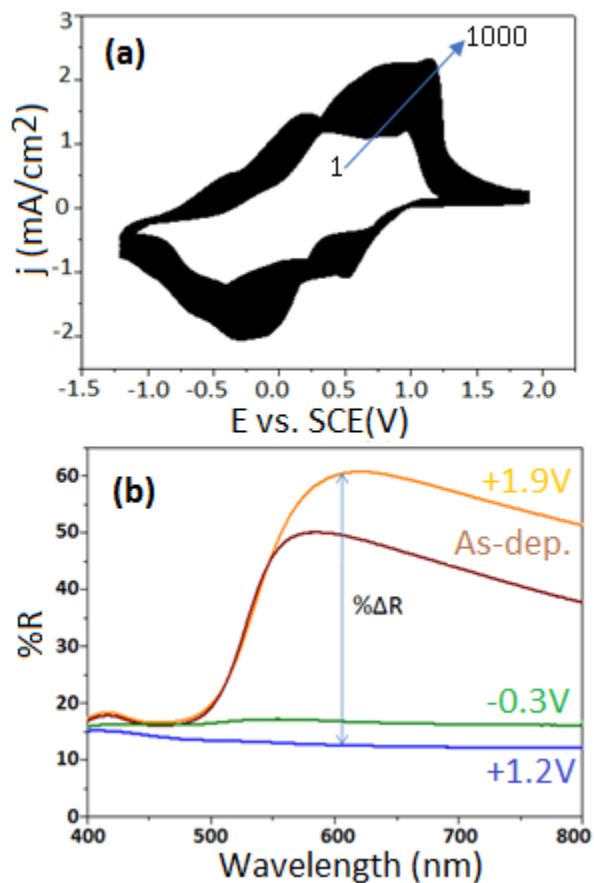 (a)
1000
1
3
2
1
0
-1
-2
j (mA/cm2)
-1.5 -1.0 -0.5 0.0 0.5 1.0 1.5 2.0
E vs. SCE(V)
(b)
+1.9V
As-dep.
%ΔR
-0.3V
+1.2V
60
50
40
30
20
10
0
%R
400 500 600 700 800
Wavelength (nm)